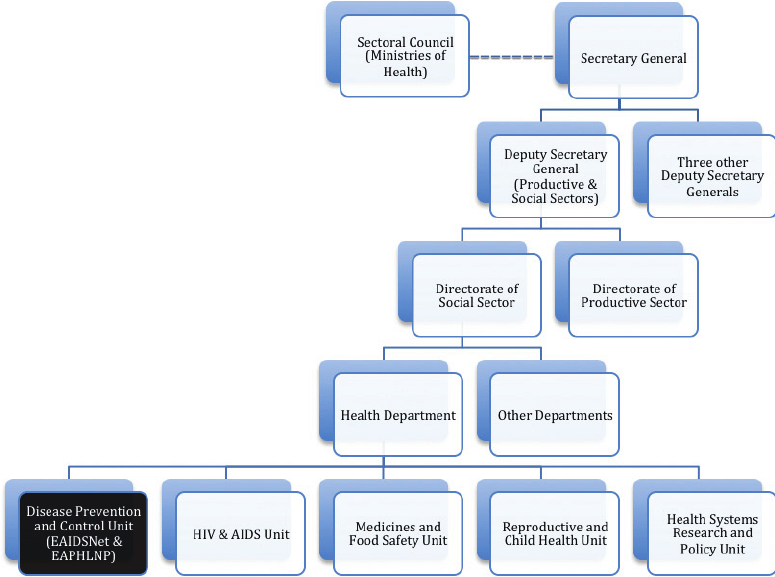 Sectoral Council
(Ministries of
Health)
Secretary General
Deputy Secretary
General
(Productive &
Social Sectors)
Three other
Deputy Secretary
Generals
Directorate of
Social Sector
Directorate of
Productive Sector
Health Department
Other Departments
Disease Prevention
and Control Unit
(EAIDSNet &
EAPHLNP)
HIV & AIDS Unit
Medicines and
Food Safety Unit
Reproductive and
Child Health Unit
Health Systems
Research and
Policy Unit